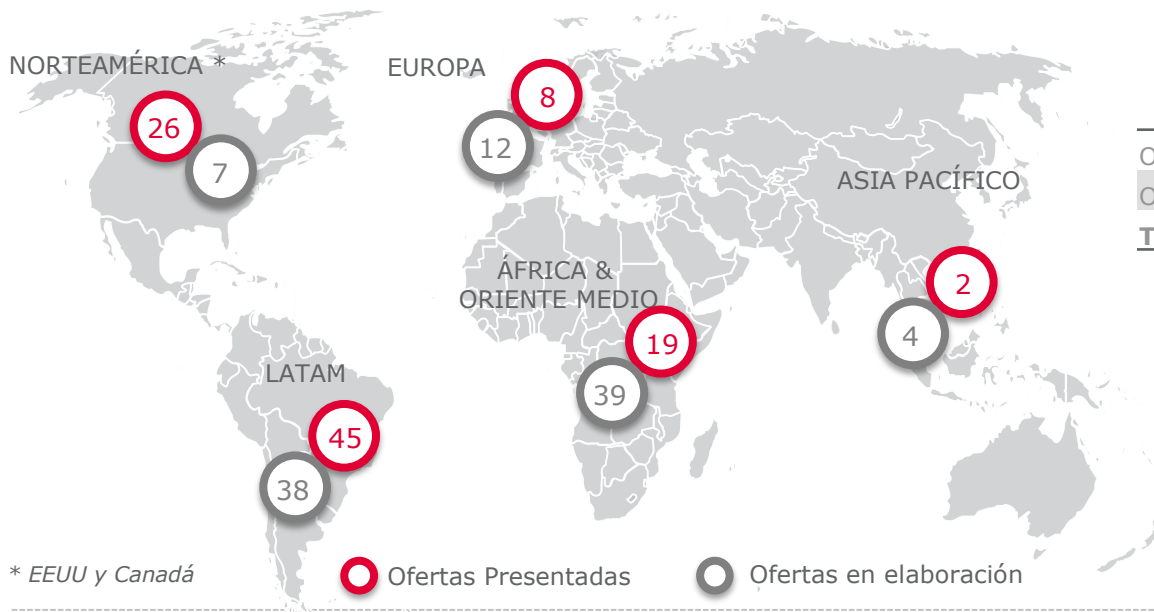 NORTEAMÉRICA *
EUROPA
8
26
12
7
ASIA PACÍFICO
ÁFRICA &
ORIENTE MEDIO
2
19
4
LATAM
39
45
38
* EEUU y Canadá
Ofertas Presentadas
Ofertas en elaboración